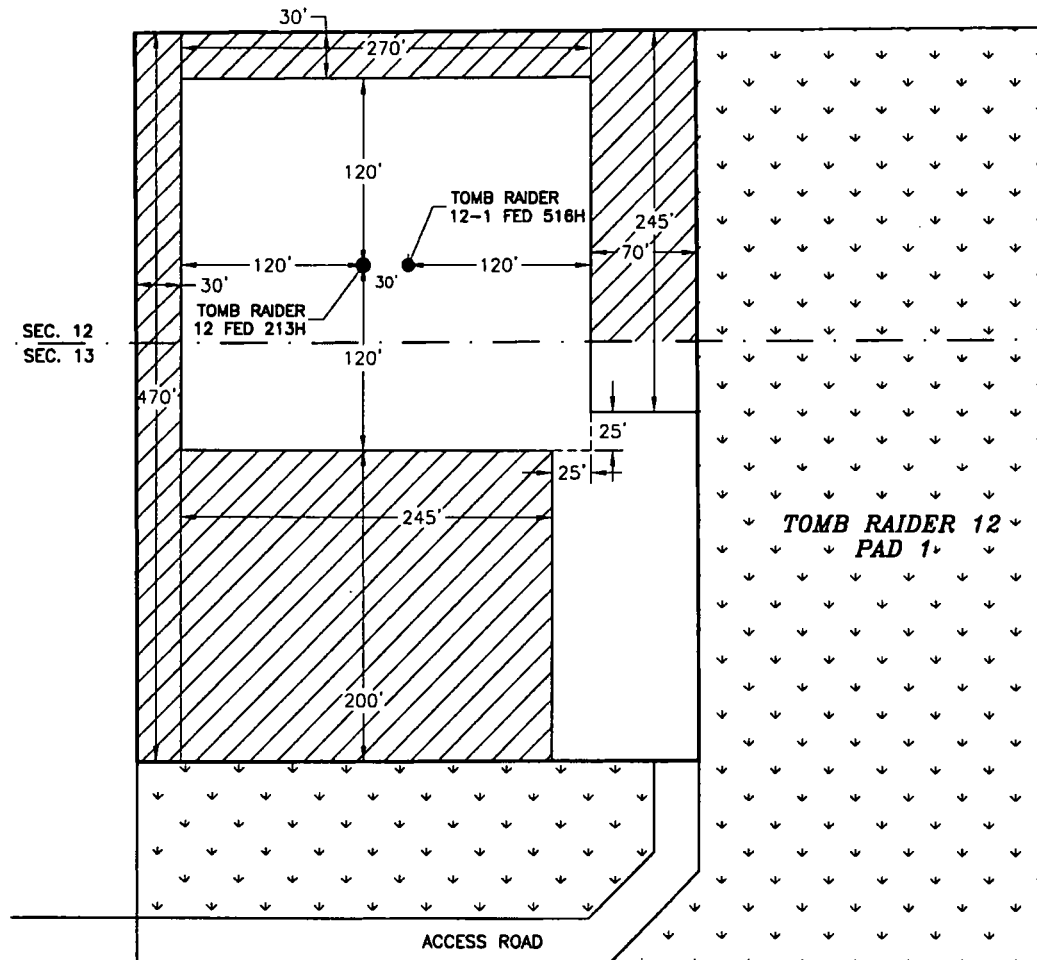 30'
270'
120'
TOMB RAIDER
12-1 FED 516H
245'
70'
120'
30'
120'
30'
TOMB RAIDER
12 FED 213H
SEC. 12
SEC. 13
120'
470'
25'
25'
245'
TOMB RAIDER 12
PAD 1
200'
ACCESS ROAD